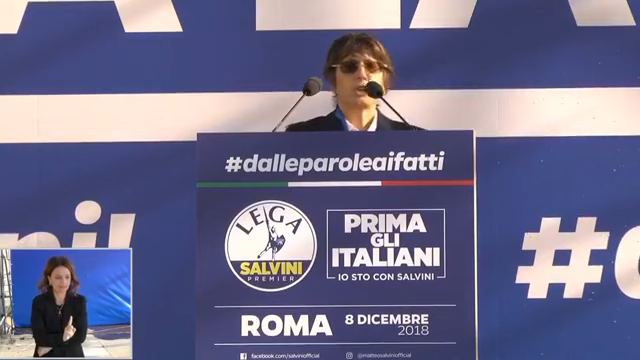 #dalleparoleaifatti
LEGA
SALVINI
PREMIER
PRIMA
GLI
ITALIANI
IO STO CON SALVINI
ROMA
8 DICEMBRE
2018
facebook.com/salviniofficial
@matteosalviniofficial